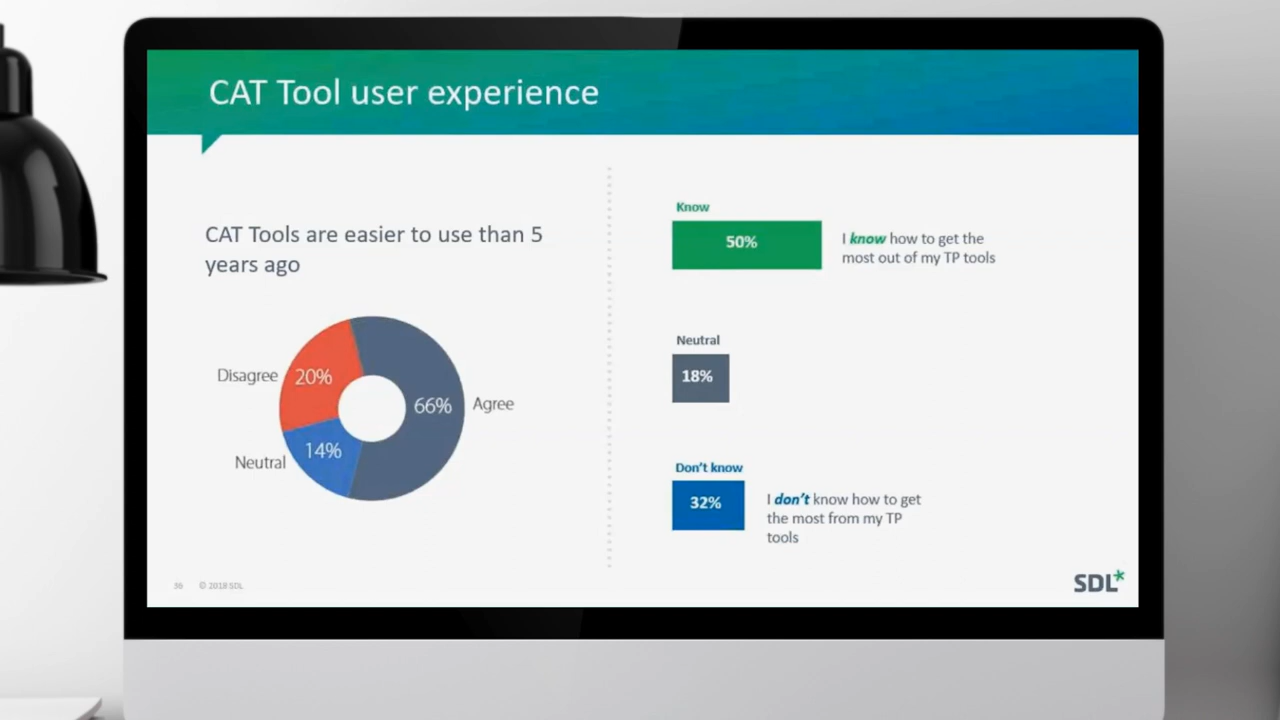 CAT Tool user experience
CAT Tools are easier to use than 5
years ago
Disagree
20%
66%
Agree
Neutral
14%
Know
50%
I know how to get the
most out of my TP tools
Neutral
18%
Don't know
32%
I don't know how to get
the most from my TP
tools
36 © 2018 SDL
SDL*